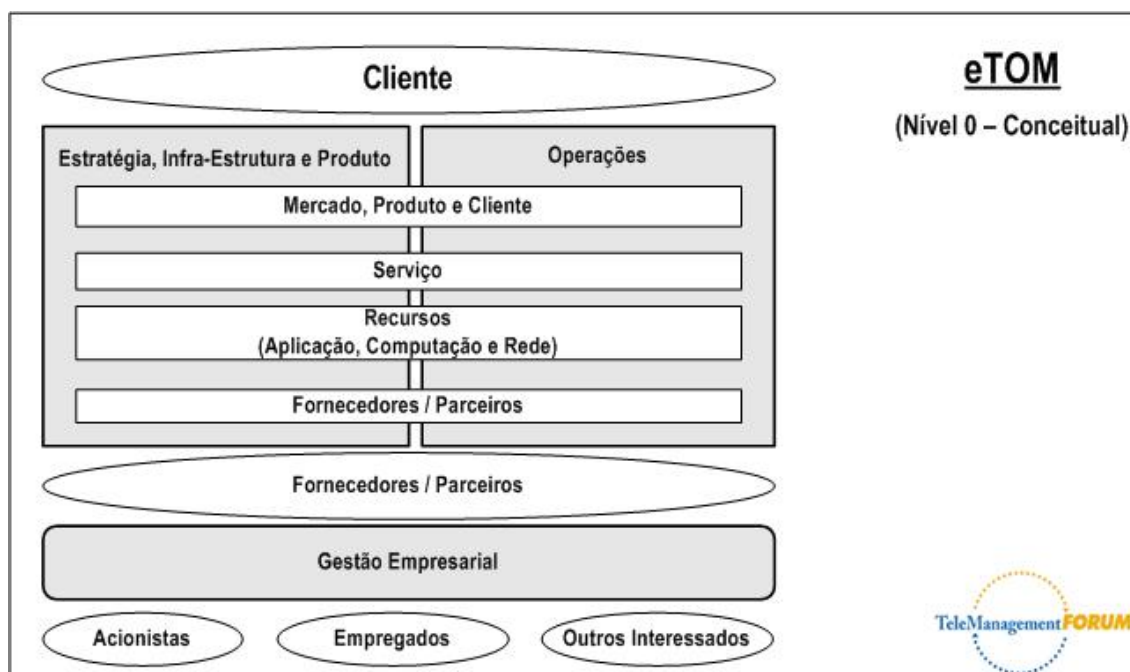 Cliente
eTOM
(Nível 0 – Conceitual)
Estratégia, Infra-Estrutura e Produto
Operações
Mercado, Produto e Cliente
Serviço
Recursos
(Aplicação, Computação e Rede)
Fornecedores / Parceiros
Fornecedores / Parceiros
Gestão Empresarial
Acionistas
Empregados
Outros Interessados
TeleManagement FORUM